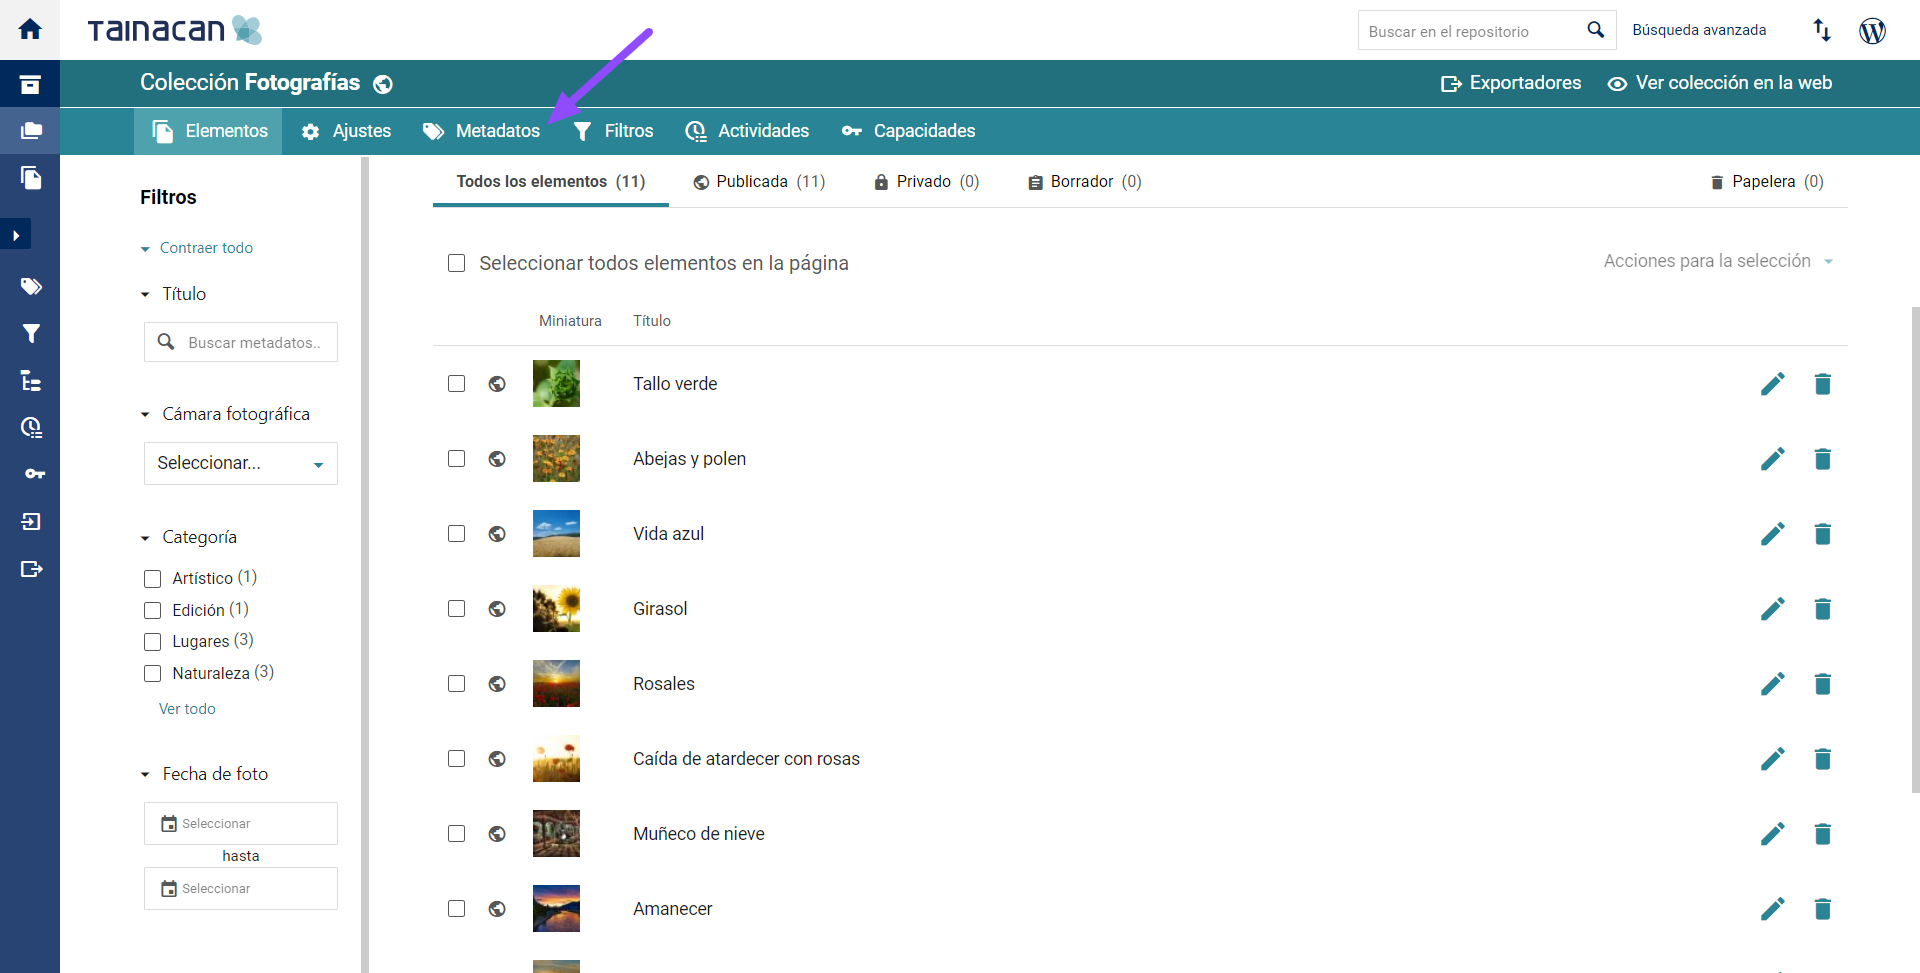 TAINACAN
Buscar en el repositorio
Búsqueda avanzada
Colección Fotografías
Exportadores
Ver colección en la web
Elementos
Ajustes
Metadatos
Filtros
Actividades
Capacidades
Filtros
Contraer todo
Título
Buscar metadatos..
Cámara fotográfica
Seleccionar...
Categoría
Artístico (1)
Edición (1)
Lugares (3)
Naturaleza (3)
Ver todo
Fecha de foto
Seleccionar
hasta
Seleccionar
Todos los elementos (11)
Publicada (11)
Privado (0)
Borrador (0)
Papelera (0)
Seleccionar todos elementos en la página
Acciones para la selección
Miniatura
Título
Tallo verde
Abejas y polen
Vida azul
Girasol
Rosales
Caída de atardecer con rosas
Muñeco de nieve
Amanecer